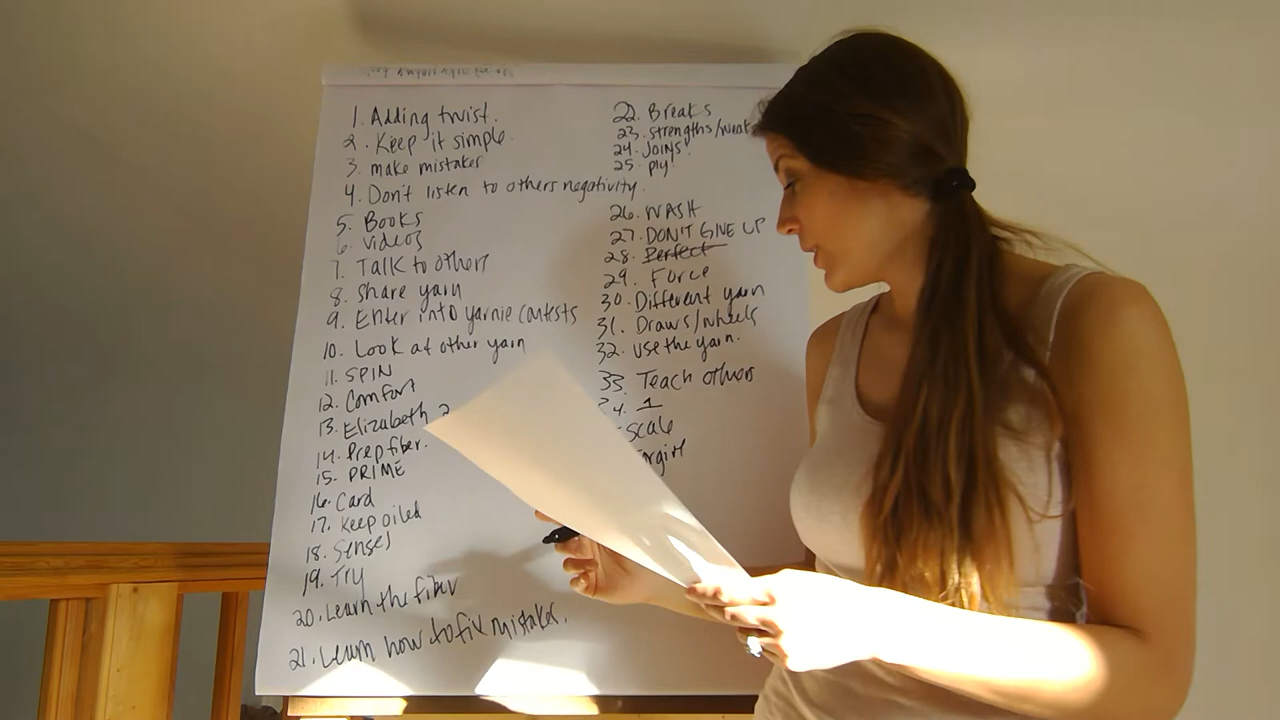 1. Adding twist.
2. Keep it simple.
3. make mistakes
4. Don't listen to others negativity.
5. Books
6. videos
7. Talk to others
8. share yarn
9. Enter into yarnie contests
10. Look at other yarn
11. SPIN
12. Comfort
13. Elizabeth 2
14. Prep fiber.
15. PRIME
16. Card
17. Keep oiled
18. Senses
19. Try
20. Learn the fiber
21. Learn how to fix mistakes.
22. Breaks
23. strengths/weak
24. JOINS
25. ply!
26. WASH
27. DON'T GIVE UP
28. Perfect
29. Force
30. Different yarn
31. Draws/wheels
32. use the yarn.
33. Teach others
4. 1
scale